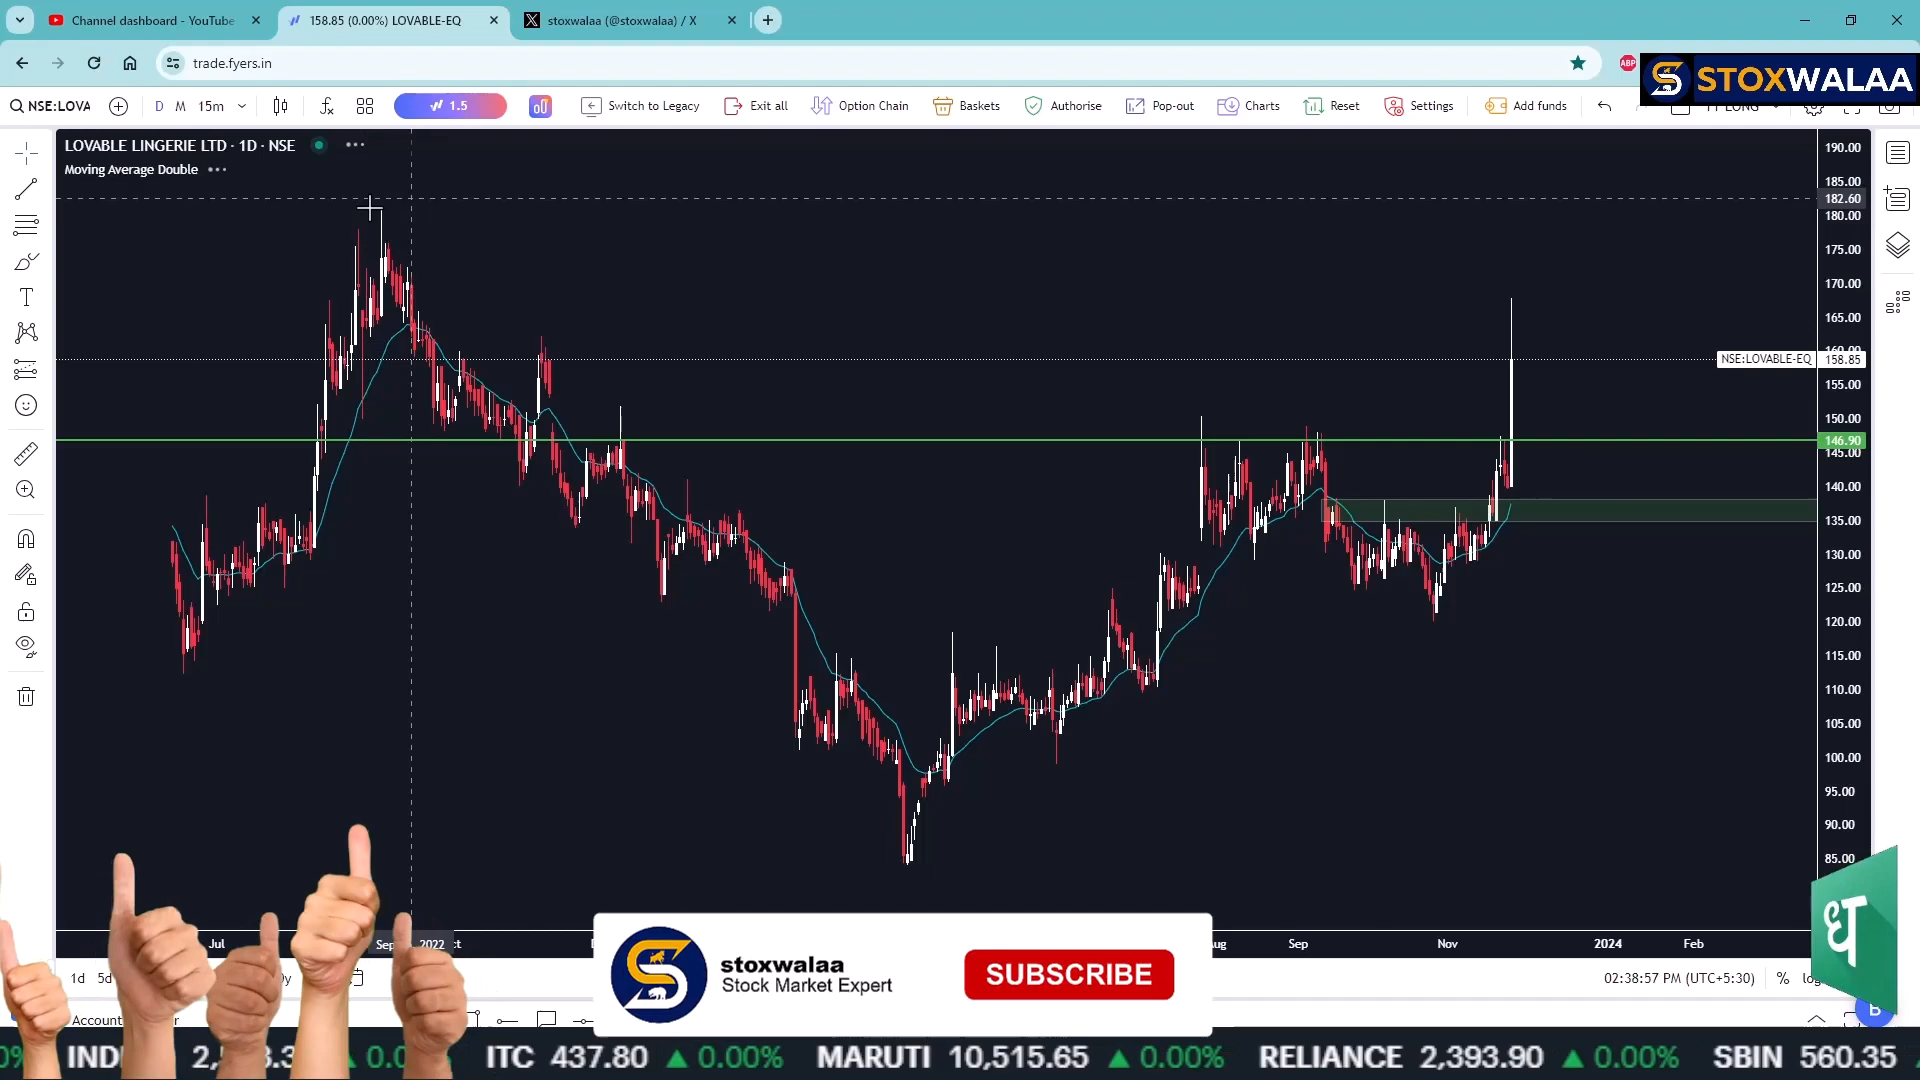 Channel dashboard - YouTube
158.85 (0.00%) LOVABLE-EQ
stoxwalaa (@stoxwalaa) / X
trade.fyers.in
ABP
STOXWALAA
NSE:LOVA
D M 15m
1.5
Switch to Legacy
Exit all
Option Chain
Baskets
Authorise
Pop-out
Charts
Reset
Settings
Add funds
LOVABLE LINGERIE LTD · 1D · NSE
Moving Average Double
190.00
185.00
182.60
180.00
175.00
170.00
165.00
160.00
NSE:LOVABLE-EQ 158.85
155.00
150.00
146.90
145.00
140.00
135.00
130.00
125.00
120.00
115.00
110.00
105.00
100.00
95.00
90.00
85.00
Jul
Sep 2022
Sep
Nov
2024
Feb
1d 5d
02:38:57 PM (UTC+5:30)
%
stoxwalaa
Stock Market Expert
SUBSCRIBE
ध
ITC 437.80 ▲ 0.00% MARUTI 10,515.65 ▲ 0.00% RELIANCE 2,393.90 ▲ 0.00% SBIN 560.35